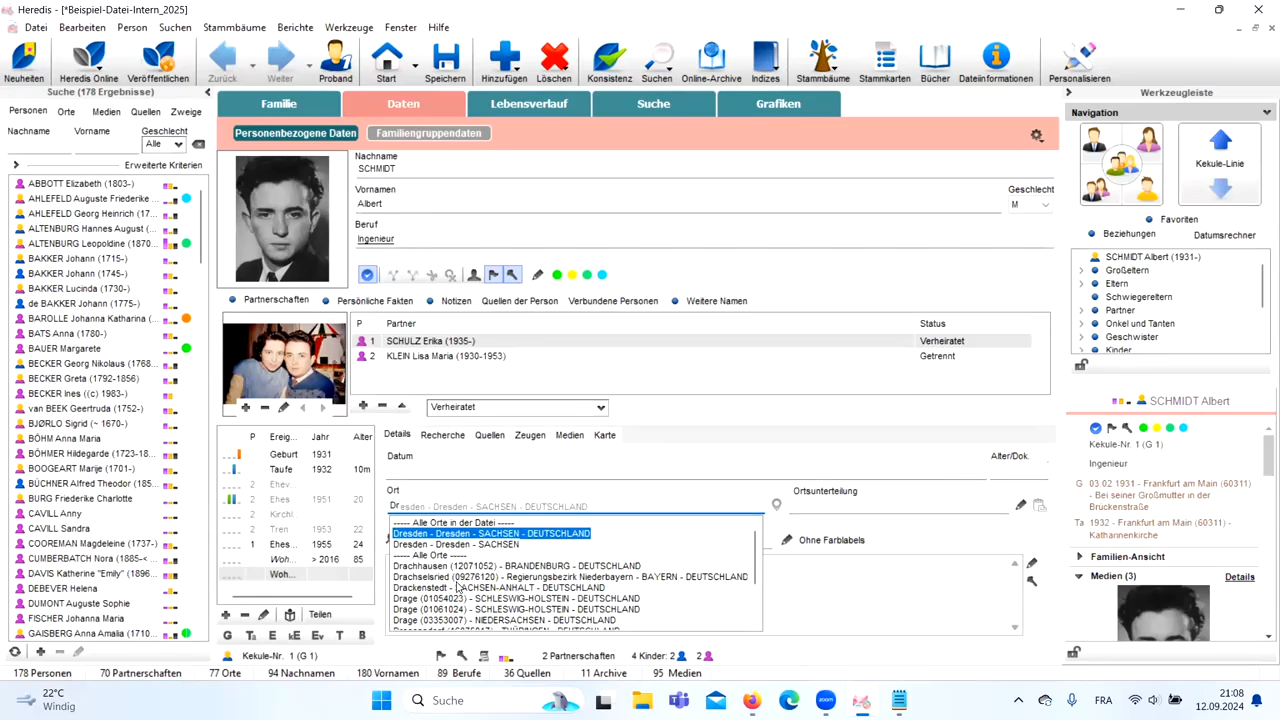 Heredis - [*Beispiel-Datei-Intern_2025]
Datei Bearbeiten Person Suchen Stammbäume Berichte Werkzeuge Fenster Hilfe
Neuheiten Heredis Online Veröffentlichen Zurück Weiter Proband Start Speichern Hinzufügen Löschen Konsistenz Suchen Online-Archive Indizes Stammbäume Stammkarten Bücher Dateiinformationen Personalisieren
Suche (178 Ergebnisse)
Personen Orte Medien Quellen Zweige
Nachname Vorname Geschlecht
Alle
Erweiterte Kriterien
ABBOTT Elizabeth (1803-)
AHLEFELD Auguste Friederike ...
AHLEFELD Georg Heinrich (17...
ALTENBURG Hannes August (...
ALTENBURG Leopoldine (1870...
BAKKER Johann (1715-)
BAKKER Johann (1745-)
BAKKER Lucinda (1730-)
de BAKKER Johann (1775-)
BAROLLE Johanna Katharina (...
BATS Anna (1780-)
BAUER Margarete
BECKER Georg Nikolaus (1768...
BECKER Greta (1792-1856)
BECKER Ines ((c) 1983-)
van BEEK Geertruda (1752-)
BJØRLO Sigrid (~ 1670-)
BÖHM Anna Maria
BÖHMER Hildegarde (1723-18...
BOOGEART Marije (1701-)
BÜCHNER Alfred Theodor (185...
BURG Friederike Charlotte
CAVILL Anny
CAVILL Sandra
COOREMAN Magdeleine (1737-)
CUMBERBATCH Nora (1885-< ...
DAVIS Katherine "Emily" (1896-)
DEBEVER Helena
DUMONT Auguste Sophie
FISCHER Johanna Maria
GAISBERG Anna Amalia (1710...
Familie Daten Lebensverlauf Suche Grafiken
Personenbezogene Daten Familiengruppendaten
Nachname
SCHMIDT
Vornamen Geschlecht
Albert M
Beruf
Ingenieur
Partnerschaften Persönliche Fakten Notizen Quellen der Person Verbundene Personen Weitere Namen
P Partner Status
1 SCHULZ Erika (1935-) Verheiratet
2 KLEIN Lisa Maria (1930-1953) Getrennt
Verheiratet
P Ereig... Jahr Alter
Geburt 1931
Taufe 1932 10m
2 Ehev...
2 Ehes 1951 20
2 Kirchl.
2 Tren 1953 22
1 Ehes... 1955 24
Woh... > 2016 85
Woh...
Teilen
G Ta E kE Ev T B
Details Recherche Quellen Zeugen Medien Karte
Datum Alter/Dok.
Ort Ortsunterteilung
Dresden - Dresden - SACHSEN - DEUTSCHLAND
----- Alle Orte in der Datei -----
Dresden - Dresden - SACHSEN - DEUTSCHLAND
Dresden - Dresden - SACHSEN
----- Alle Orte -----
Drachhausen (12071052) - BRANDENBURG - DEUTSCHLAND
Drachselsried (09276120) - Regierungsbezirk Niederbayern - BAYERN - DEUTSCHLAND
Drackenstedt - SACHSEN-ANHALT - DEUTSCHLAND
Drage (01054023) - SCHLESWIG-HOLSTEIN - DEUTSCHLAND
Drage (01061024) - SCHLESWIG-HOLSTEIN - DEUTSCHLAND
Drage (03353007) - NIEDERSACHSEN - DEUTSCHLAND
Ohne Farblabels
Kekule-Nr. 1 (G 1) 2 Partnerschaften 4 Kinder: 2 2
Werkzeugleiste
Navigation
Kekule-Linie
Favoriten
Beziehungen Datumsrechner
SCHMIDT Albert (1931-)
Großeltern
Eltern
Schwiegereltern
Partner
Onkel und Tanten
Geschwister
Kinder
SCHMIDT Albert
Kekule-Nr. 1 (G 1)
Ingenieur
G 03.02.1931 - Frankfurt am Main (60311) - Bei seiner Großmutter in der Brückenstraße
Ta 1932 - Frankfurt am Main (60311) - Katharinenkirche
Familien-Ansicht
Medien (3) Details
178 Personen 70 Partnerschaften 77 Orte 94 Nachnamen 180 Vornamen 89 Berufe 36 Quellen 11 Archive 95 Medien
22°C
Windig
Suche
FRA
21:08
12.09.2024